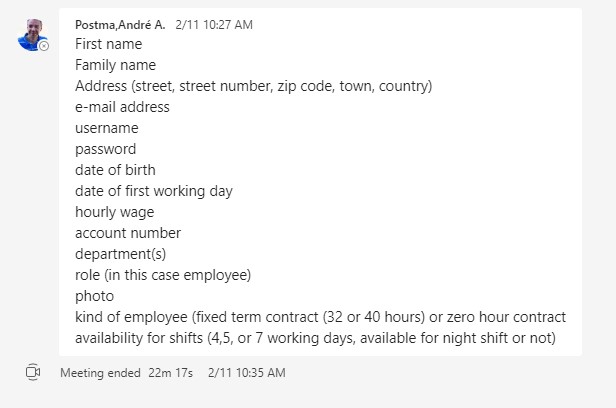 Postma,André A. 2/11 10:27 AM
First name
Family name
Address (street, street number, zip code, town, country)
e-mail address
username
password
date of birth
date of first working day
hourly wage
account number
department(s)
role (in this case employee)
photo
kind of employee (fixed term contract (32 or 40 hours) or zero hour contract
availability for shifts (4,5, or 7 working days, available for night shift or not)
Meeting ended 22m 17s 2/11 10:35 AM